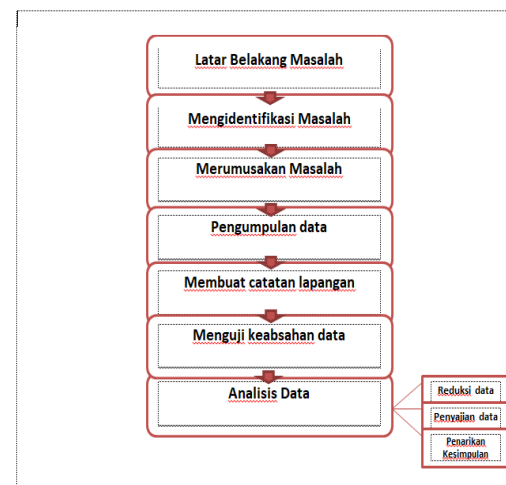 Latar Belakang Masalah
Mengidentifikasi Masalah
Merumusakan Masalah
Pengumpulan data
Membuat catatan lapangan
Menguji keabsahan data
Analisis Data
Reduksi data
Penyajian data
Penarikan
Kesimpulan